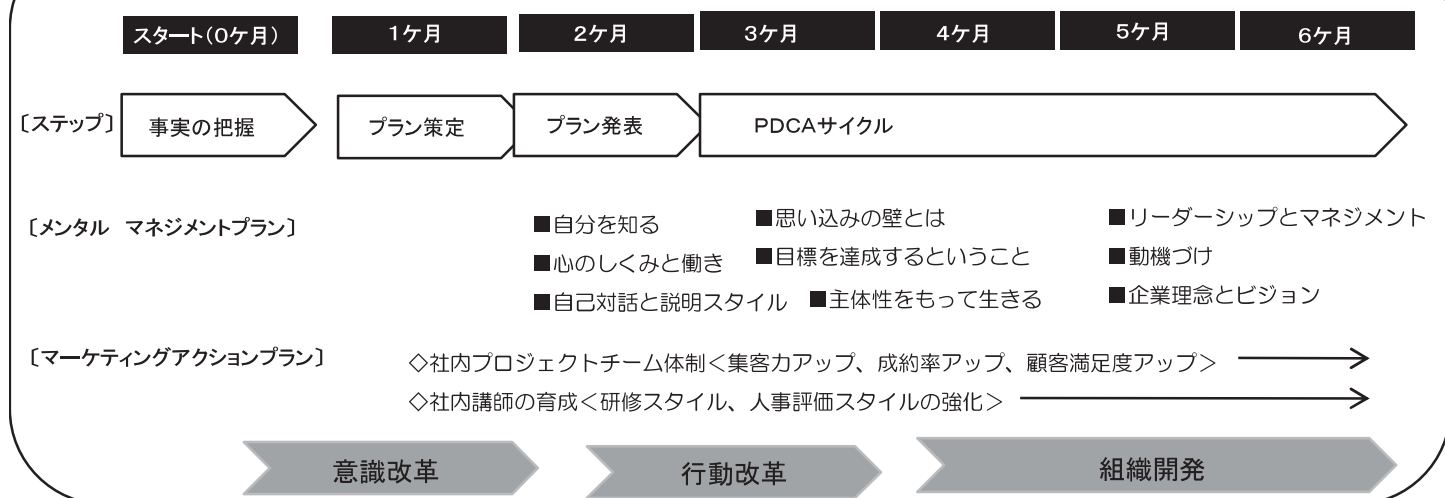 スタート(0ケ月) 1ケ月 2ケ月 3ケ月 4ケ月 5ケ月 6ケ月
〔ステップ〕 事実の把握 プラン策定 プラン発表 PDCAサイクル
〔メンタル マネジメントプラン〕
■自分を知る
■心のしくみと働き
■自己対話と説明スタイル
■思い込みの壁とは
■目標を達成するということ
■主体性をもって生きる
■リーダーシップとマネジメント
■動機づけ
■企業理念とビジョン
〔マーケティングアクションプラン〕
◇社内プロジェクトチーム体制<集客力アップ、成約率アップ、顧客満足度アップ>
◇社内講師の育成<研修スタイル、人事評価スタイルの強化>
意識改革 行動改革 組織開発